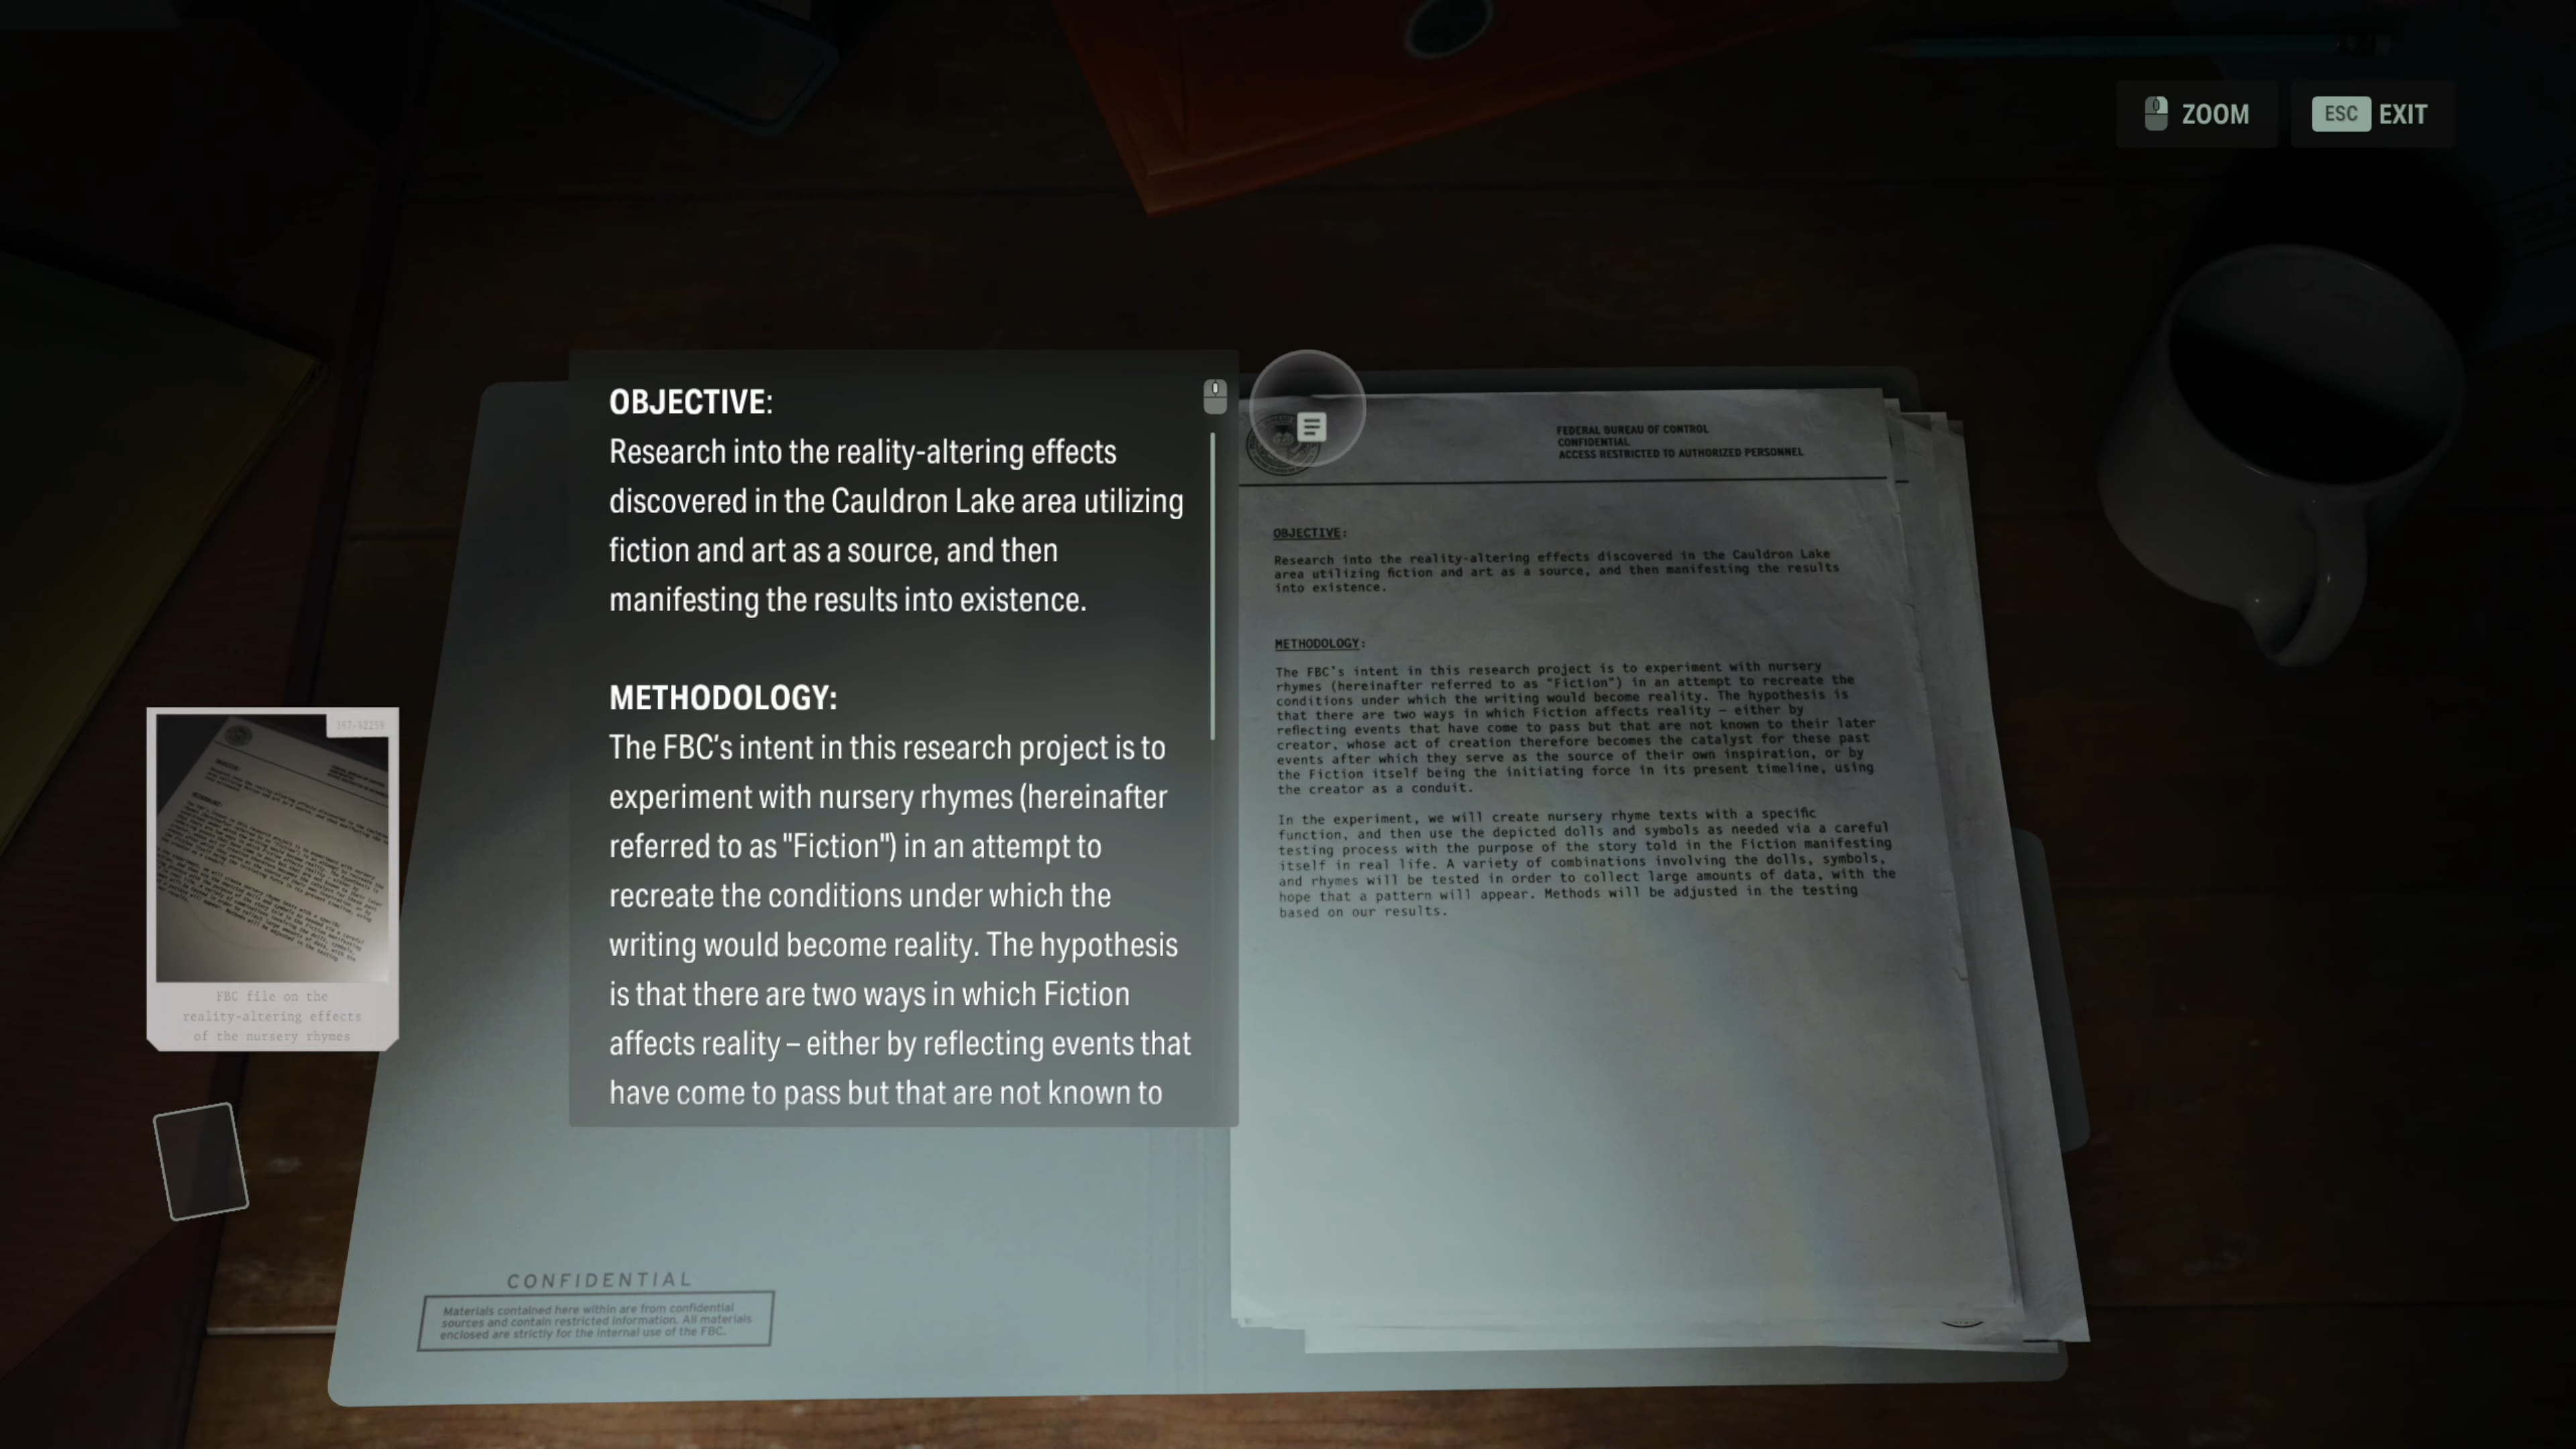 ZOOM
ESC EXIT
OBJECTIVE:
Research into the reality-altering effects
discovered in the Cauldron Lake area utilizing
fiction and art as a source, and then
manifesting the results into existence.
METHODOLOGY:
The FBC's intent in this research project is to
experiment with nursery rhymes (hereinafter
referred to as "Fiction") in an attempt to
recreate the conditions under which the
writing would become reality. The hypothesis
is that there are two ways in which Fiction
affects reality – either by reflecting events that
have come to pass but that are not known to
FEDERAL BUREAU OF CONTROL
CONFIDENTIAL
ACCESS RESTRICTED TO AUTHORIZED PERSONNEL
OBJECTIVE:
Research into the reality-altering effects discovered in the Cauldron Lake
area utilizing fiction and art as a source, and then manifesting the results
into existence.
METHODOLOGY:
The FBC's intent in this research project is to experiment with nursery
rhymes (hereinafter referred to as "Fiction") in an attempt to recreate the
conditions under which the writing would become reality. The hypothesis is
that there are two ways in which Fiction affects reality – either by
reflecting events that have come to pass but that are not known to their later
creator, whose act of creation therefore becomes the catalyst for these past
events after which they serve as the source of their own inspiration, or by
the Fiction itself being the initiating force in its present timeline, using
the creator as a conduit.
In the experiment, we will create nursery rhyme texts with a specific
function, and then use the depicted dolls and symbols as needed via a careful
testing process with the purpose of the story told in the Fiction manifesting
itself in real life. A variety of combinations involving the dolls, symbols,
and rhymes will be tested in order to collect large amounts of data, with the
hope that a pattern will appear. Methods will be adjusted in the testing
based on our results.
FBC file on the
reality-altering effects
of the nursery rhymes
CONFIDENTIAL
Materials contained here within are from confidential
sources and contain restricted information. All materials
enclosed are strictly for the internal use of the FBC.